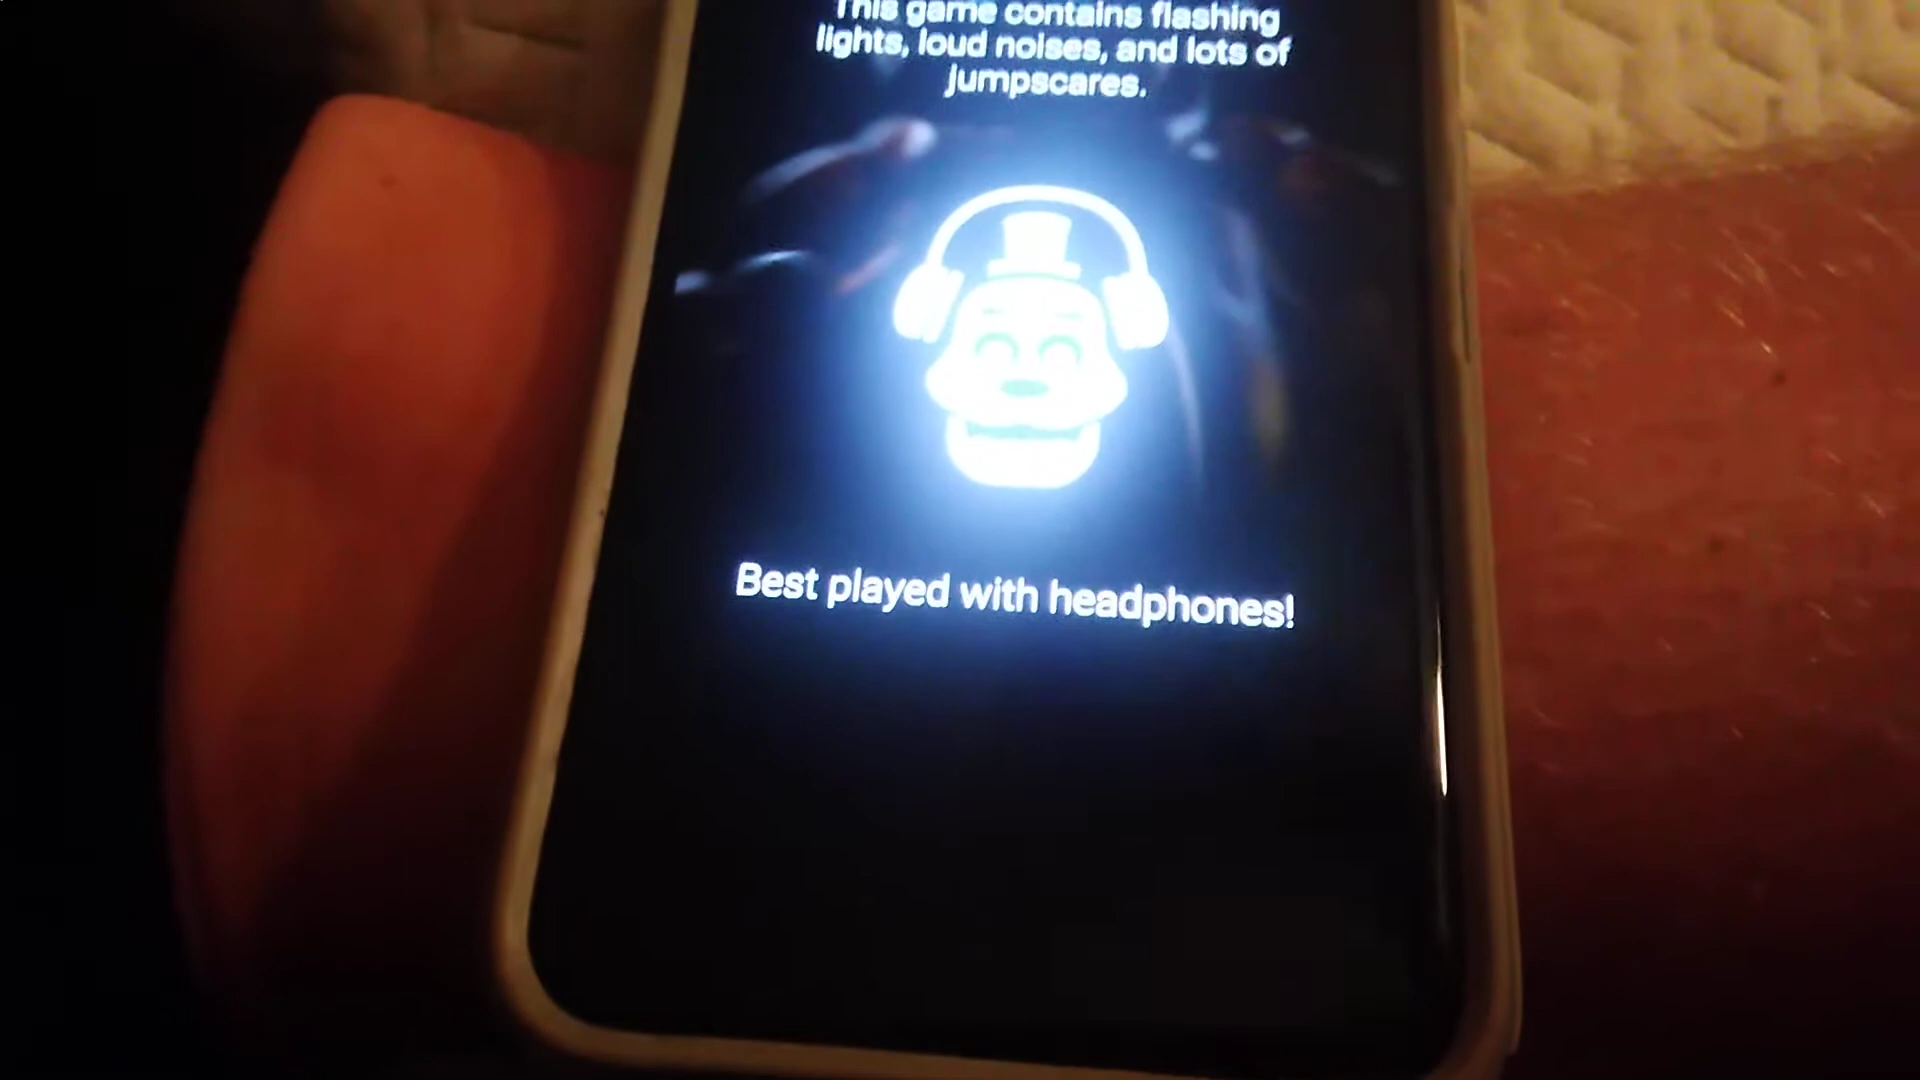 This game contains flashing
lights, loud noises, and lots of
jumpscares.
Best played with headphones!